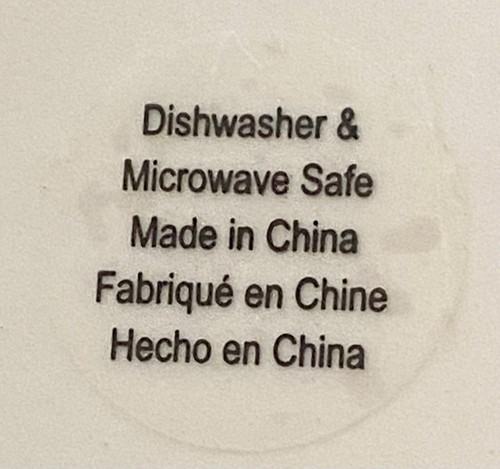 Dishwasher &
Microwave Safe
Made in China
Fabriqué en Chine
Hecho en China